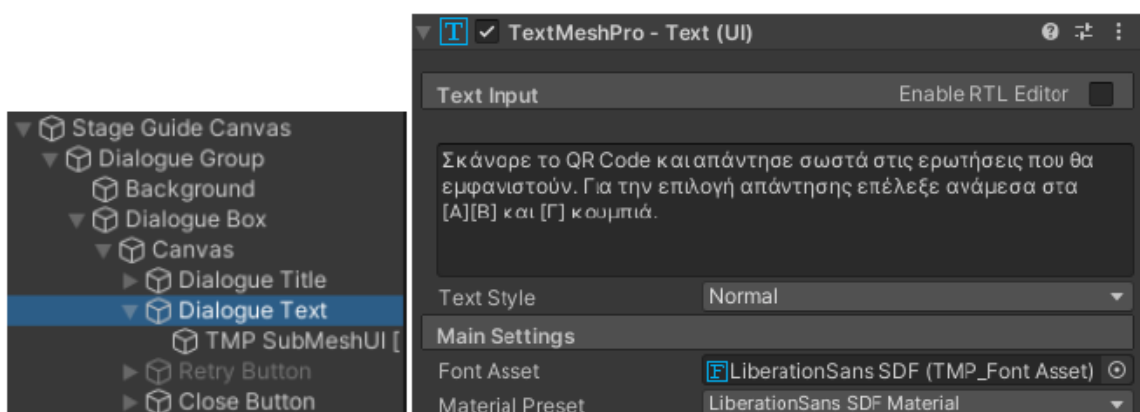 Stage Guide Canvas
Dialogue Group
Background
Dialogue Box
Canvas
Dialogue Title
Dialogue Text
TMP SubMeshUI [
Retry Button
Close Button
TextMeshPro - Text (UI)
Text Input Enable RTL Editor
Σκάναρε το QR Code και απάντησε σωστά στις ερωτήσεις που θα
εμφανιστούν. Για την επιλογή απάντησης επέλεξε ανάμεσα στα
[Α][Β] και [Γ] κουμπιά.
Text Style Normal
Main Settings
Font Asset LiberationSans SDF (TMP_Font Asset)
Material Preset LiberationSans SDF Material